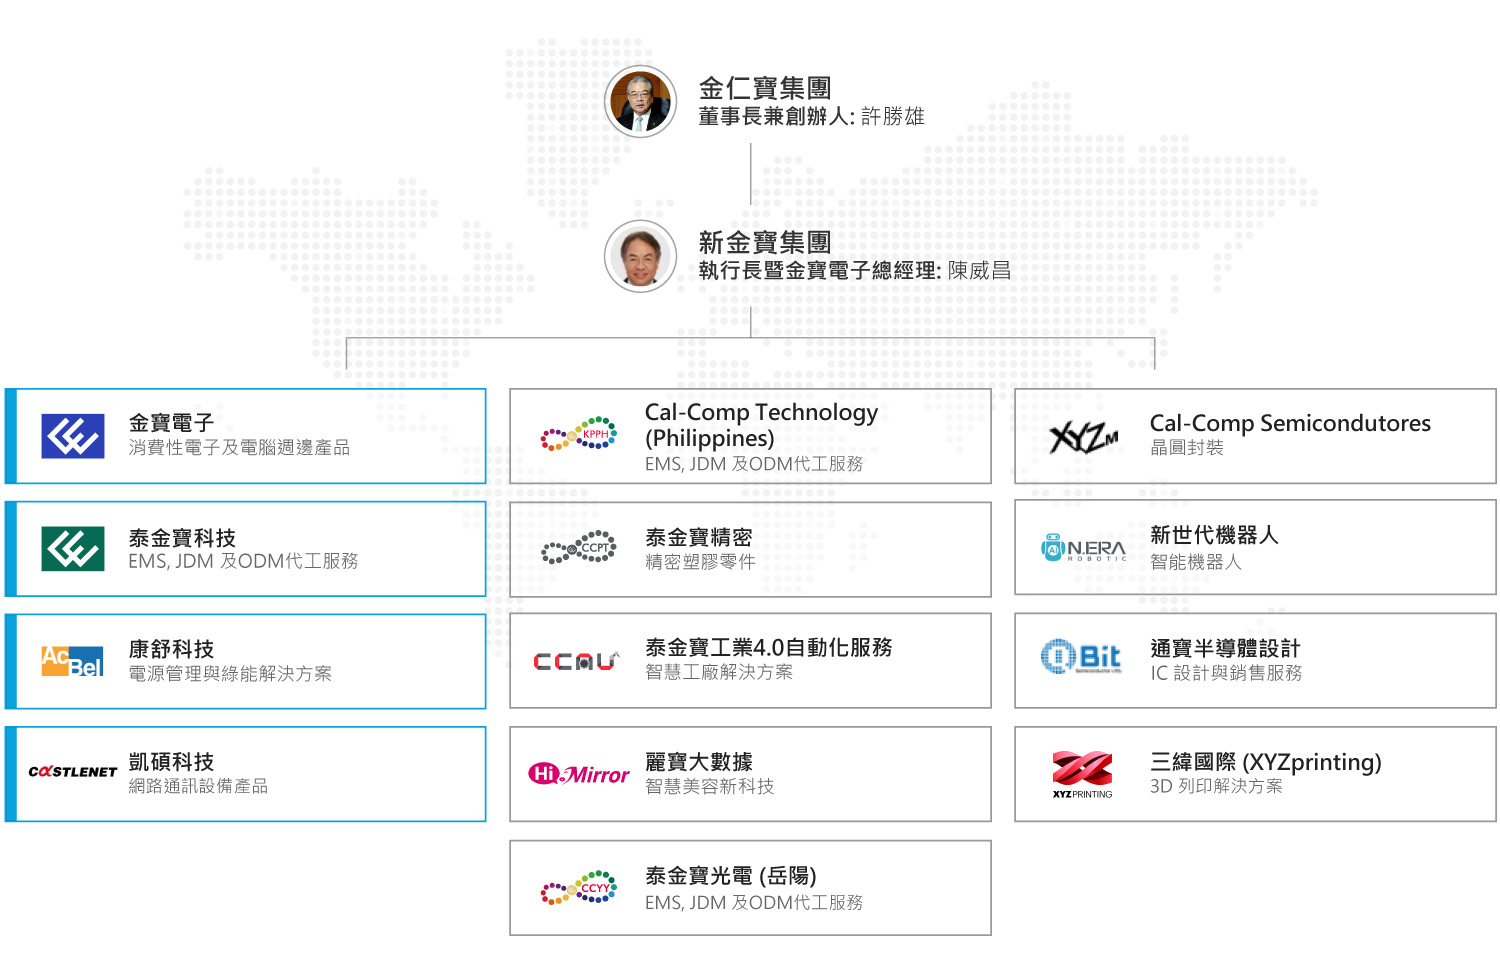 金仁寶集團
董事長兼創辦人: 許勝雄
新金寶集團
執行長暨金寶電子總經理: 陳威昌
金寶電子
消費性電子及電腦週邊產品
泰金寶科技
EMS, JDM 及ODM代工服務
AcBel
康舒科技
電源管理與綠能解決方案
CASTLENET
凱碩科技
網路通訊設備產品
KPPH
Cal-Comp Technology
(Philippines)
EMS, JDM 及ODM代工服務
CCPT
泰金寶精密
精密塑膠零件
CCAU
泰金寶工業4.0自動化服務
智慧工廠解決方案
Hi Mirror
麗寶大數據
智慧美容新科技
CCYY
泰金寶光電 (岳陽)
EMS, JDM 及ODM代工服務
XYZM
Cal-Comp Semicondutores
晶圓封裝
AI N.ERA
ROBOTIC
新世代機器人
智能機器人
QBit
通寶半導體設計
IC 設計與銷售服務
XYZPRINTING
三緯國際 (XYZprinting)
3D 列印解決方案